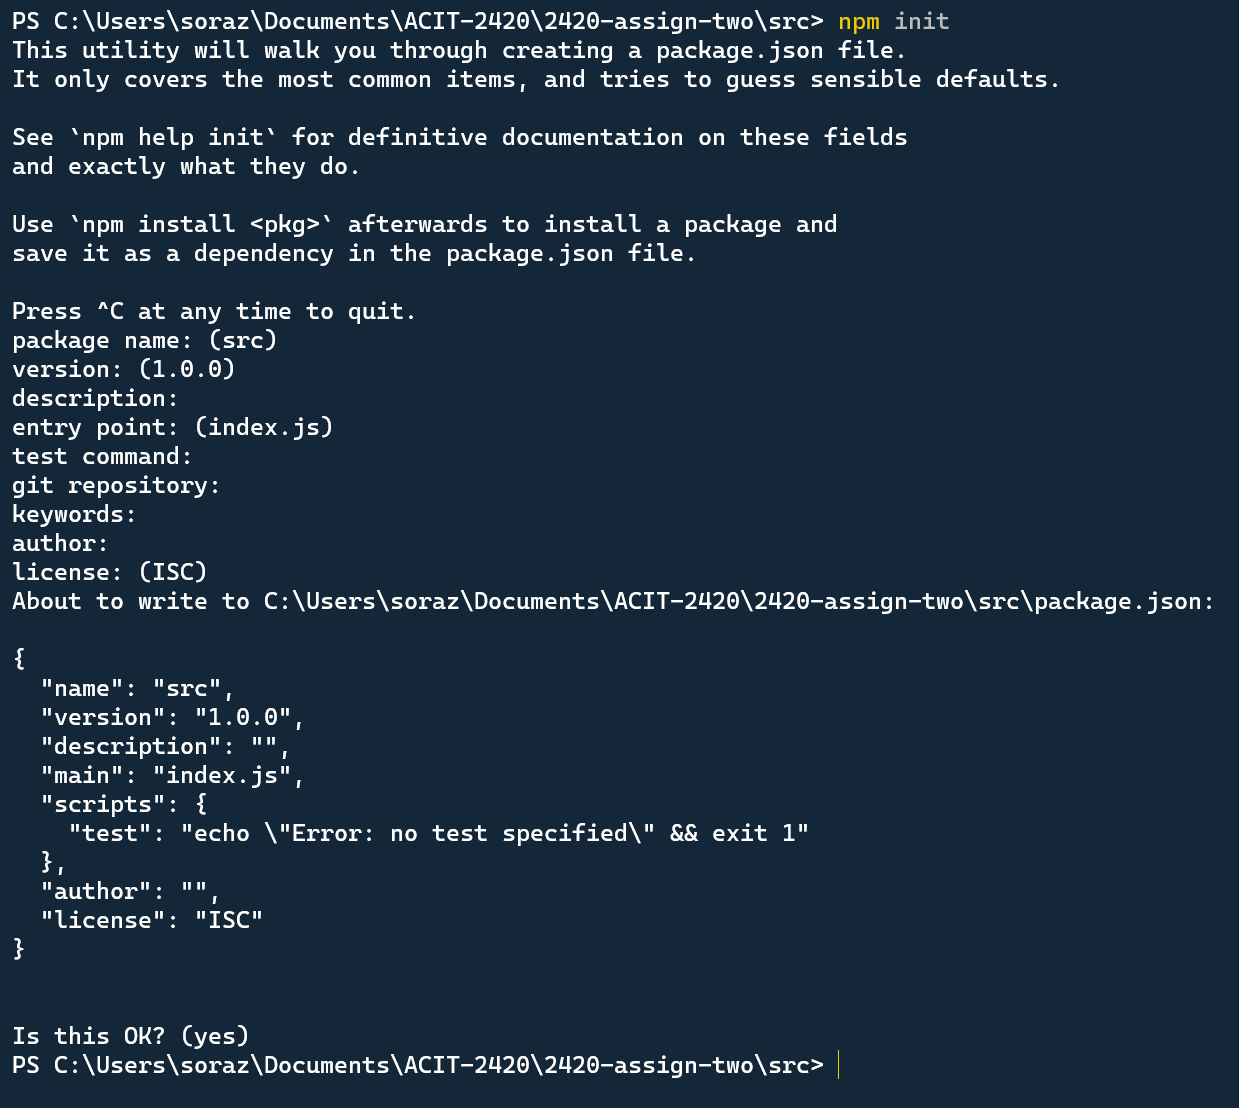 PS C:\Users\soraz\Documents\ACIT-2420\2420-assign-two\src> npm init
This utility will walk you through creating a package.json file.
It only covers the most common items, and tries to guess sensible defaults.

See `npm help init` for definitive documentation on these fields
and exactly what they do.

Use `npm install <pkg>` afterwards to install a package and
save it as a dependency in the package.json file.

Press ^C at any time to quit.
package name: (src)
version: (1.0.0)
description:
entry point: (index.js)
test command:
git repository:
keywords:
author:
license: (ISC)
About to write to C:\Users\soraz\Documents\ACIT-2420\2420-assign-two\src\package.json:

{
  "name": "src",
  "version": "1.0.0",
  "description": "",
  "main": "index.js",
  "scripts": {
    "test": "echo \"Error: no test specified\" && exit 1"
  },
  "author": "",
  "license": "ISC"
}


Is this OK? (yes)
PS C:\Users\soraz\Documents\ACIT-2420\2420-assign-two\src>